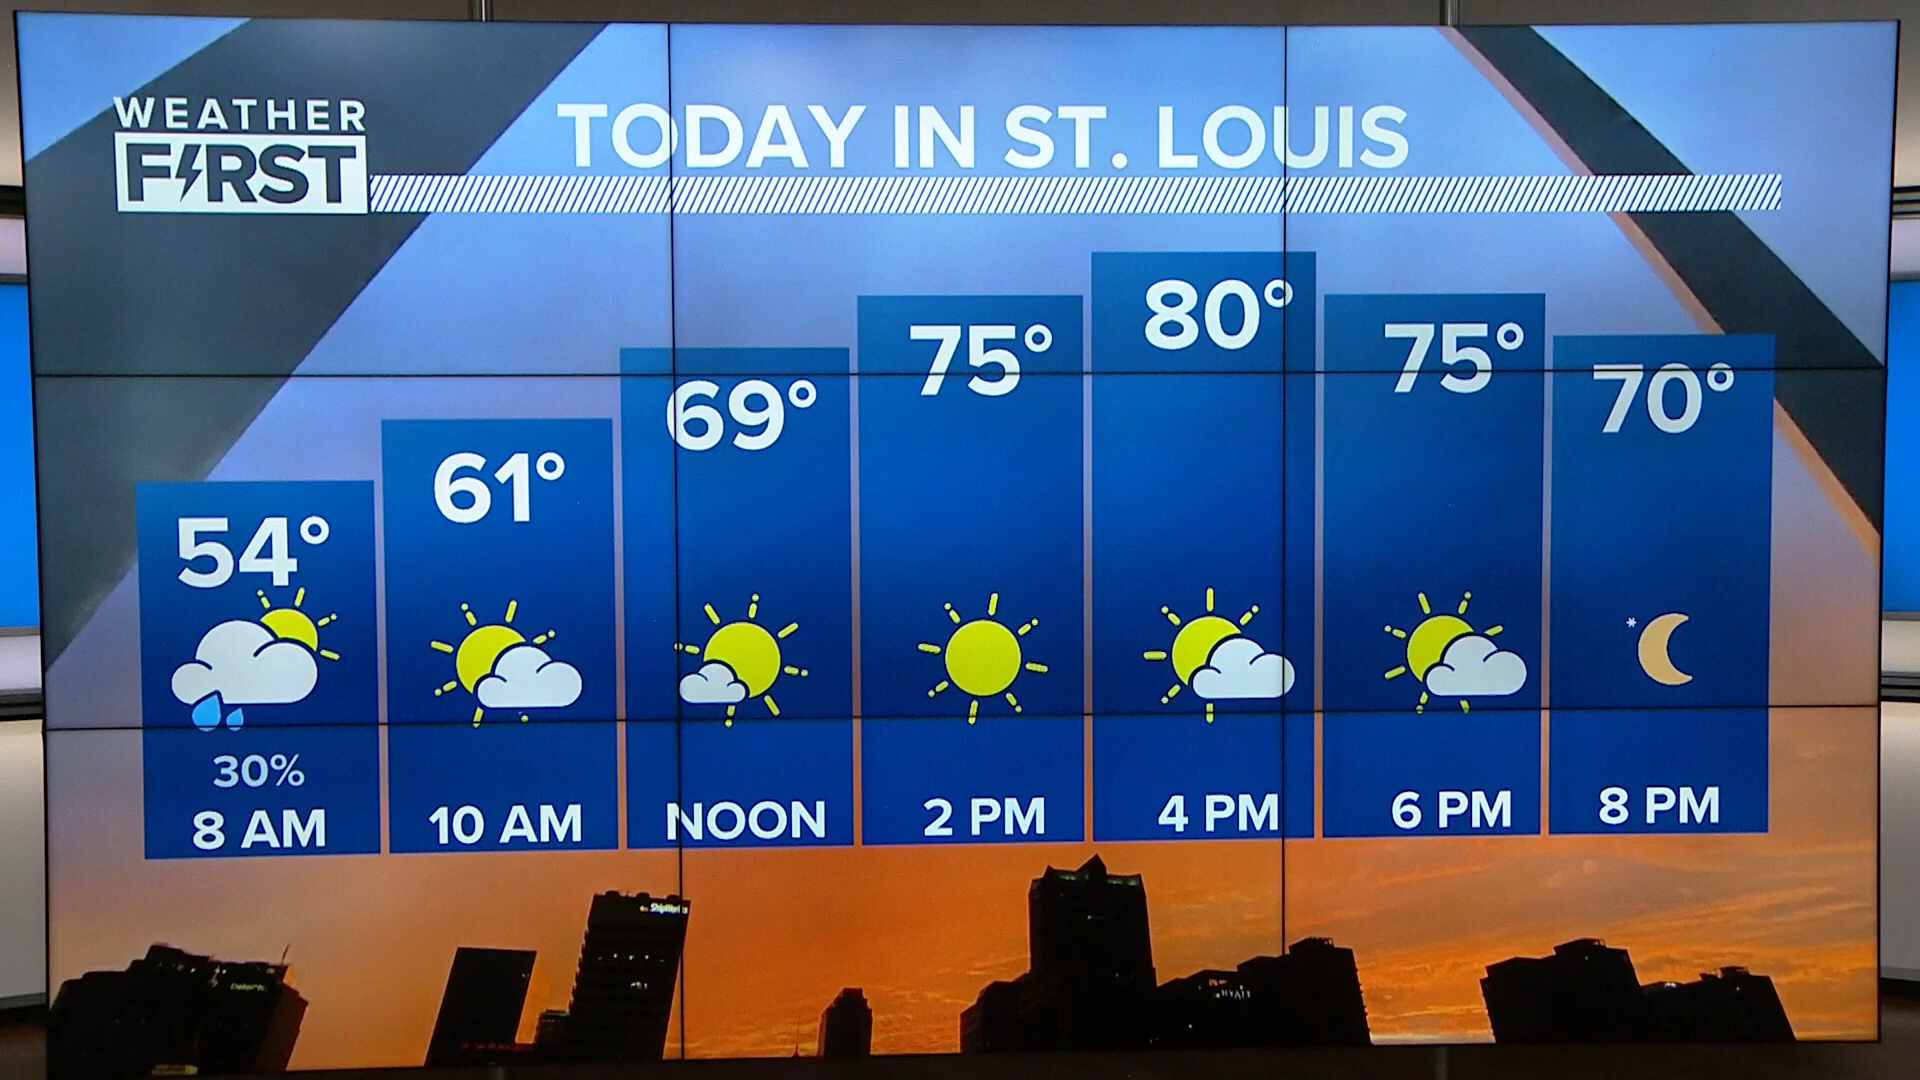 WEATHER
FIRST
TODAY IN ST. LOUIS
54°
61°
69°
75°
80°
75°
70°
30%
8 AM
10 AM
NOON
2 PM
4 PM
6 PM
8 PM
HYATT